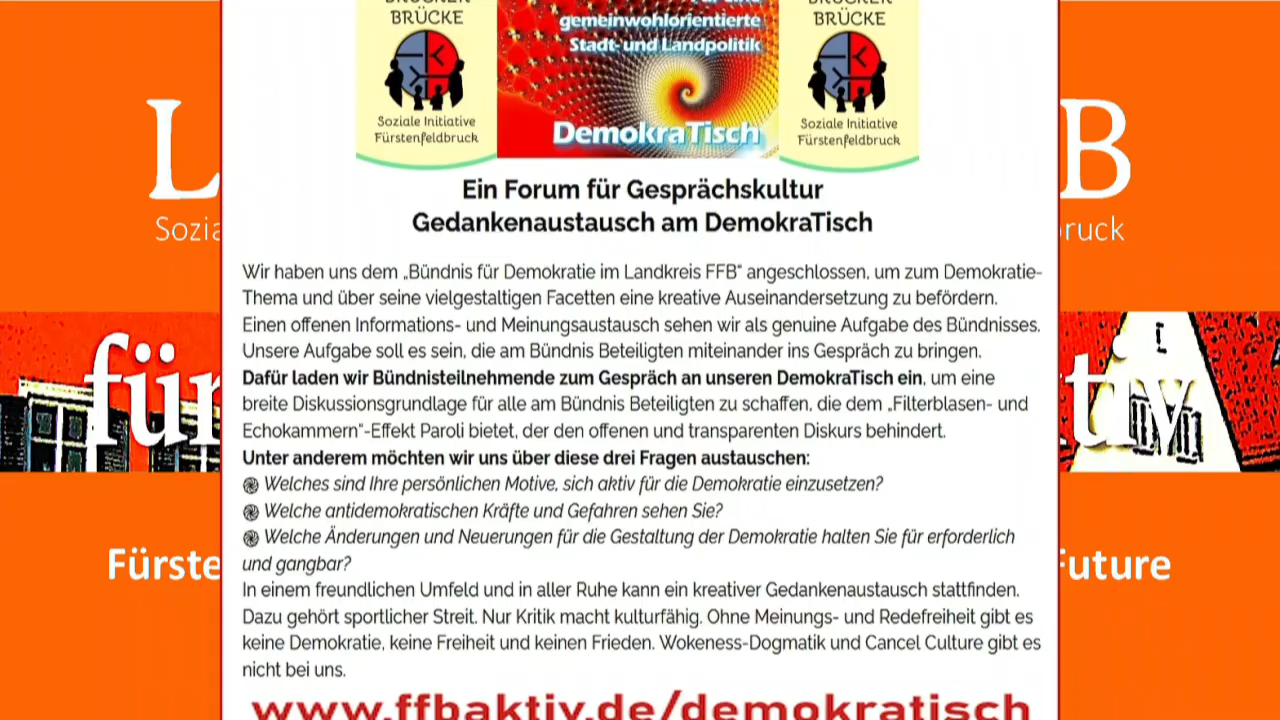 BRÜCKE
Soziale Initiative
Fürstenfeldbruck
gemeinwohlorientierte
Stadt- und Landpolitik
DemokraTisch
BRÜCKE
Soziale Initiative
Fürstenfeldbruck
L
B
Sozia
ruck
Ein Forum für Gesprächskultur
Gedankenaustausch am DemokraTisch
Wir haben uns dem „Bündnis für Demokratie im Landkreis FFB“ angeschlossen, um zum Demokratie-
Thema und über seine vielgestaltigen Facetten eine kreative Auseinandersetzung zu befördern.
Einen offenen Informations- und Meinungsaustausch sehen wir als genuine Aufgabe des Bündnisses.
Unsere Aufgabe soll es sein, die am Bündnis Beteiligten miteinander ins Gespräch zu bringen.
Dafür laden wir Bündnisteilnehmende zum Gespräch an unseren DemokraTisch ein, um eine
breite Diskussionsgrundlage für alle am Bündnis Beteiligten zu schaffen, die dem „Filterblasen- und
Echokammern“-Effekt Paroli bietet, der den offenen und transparenten Diskurs behindert.
Unter anderem möchten wir uns über diese drei Fragen austauschen:
Welches sind Ihre persönlichen Motive, sich aktiv für die Demokratie einzusetzen?
Welche antidemokratischen Kräfte und Gefahren sehen Sie?
Welche Änderungen und Neuerungen für die Gestaltung der Demokratie halten Sie für erforderlich
und gangbar?
In einem freundlichen Umfeld und in aller Ruhe kann ein kreativer Gedankenaustausch stattfinden.
Dazu gehört sportlicher Streit. Nur Kritik macht kulturfähig. Ohne Meinungs- und Redefreiheit gibt es
keine Demokratie, keine Freiheit und keinen Frieden. Wokeness-Dogmatik und Cancel Culture gibt es
nicht bei uns.
www.ffbaktiv.de/demokratisch
für
tiv
Fürste
Future